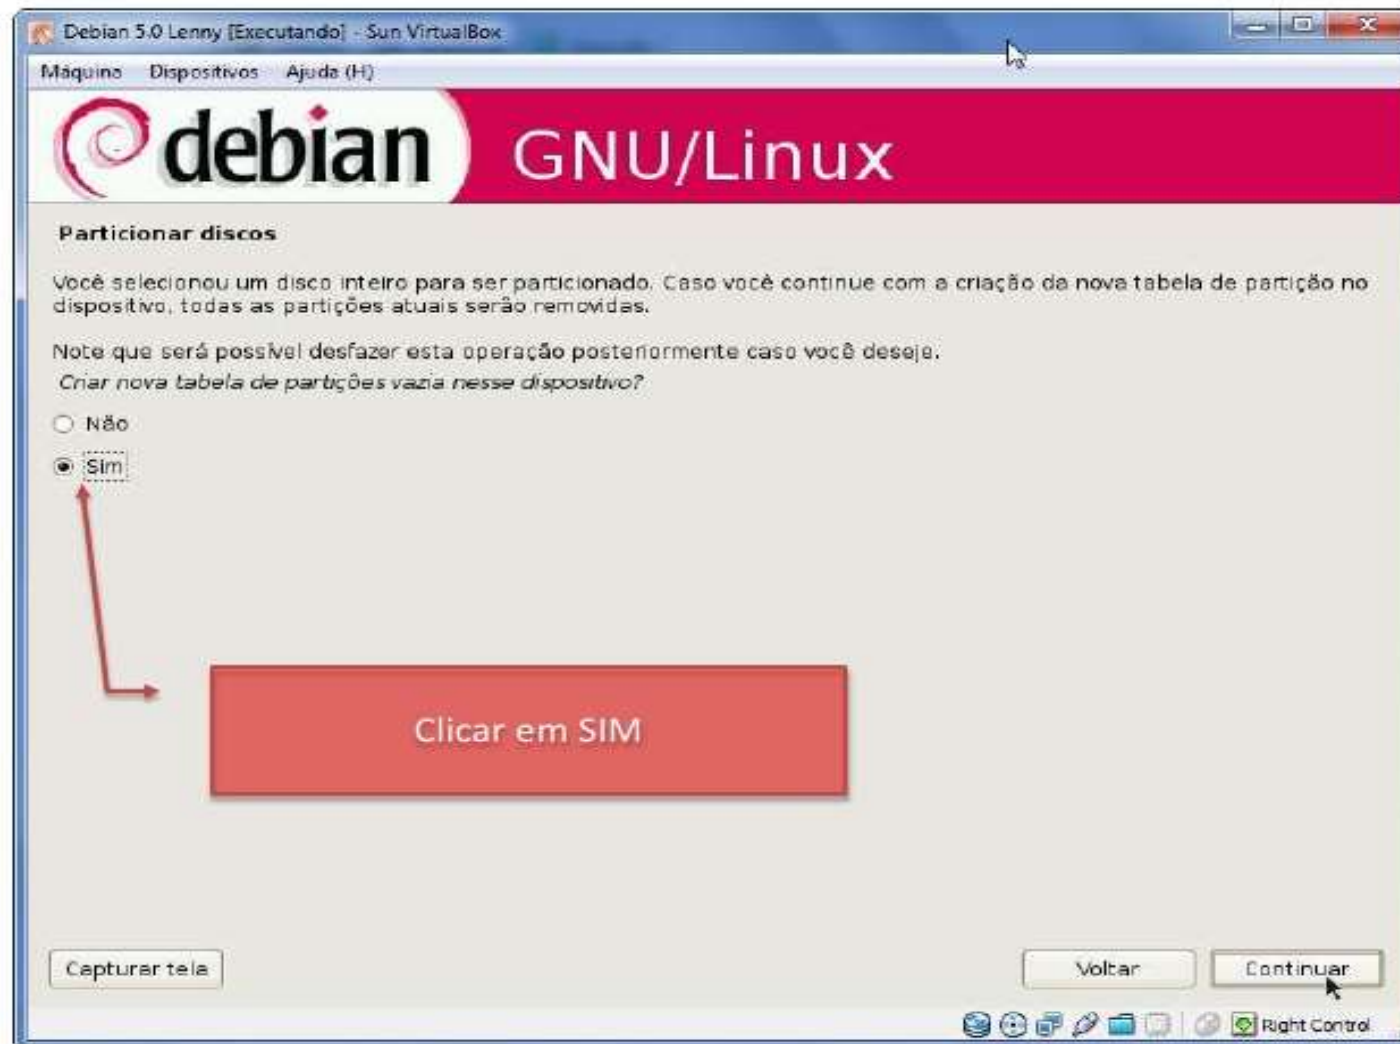 Debian 5.0 Lenny [Executando] - Sun VirtualBox
Máquina Dispositivos Ajuda (H)
debian GNU/Linux
Particionar discos
Você selecionou um disco inteiro para ser particionado. Caso você continue com a criação da nova tabela de partição no
dispositivo, todas as partições atuais serão removidas.
Note que será possível desfazer esta operação posteriormente caso você deseje.
Criar nova tabela de partições vazia nesse dispositivo?
Não
Sim
Clicar em SIM
Capturar tela
Voltar
Continuar
Right Control